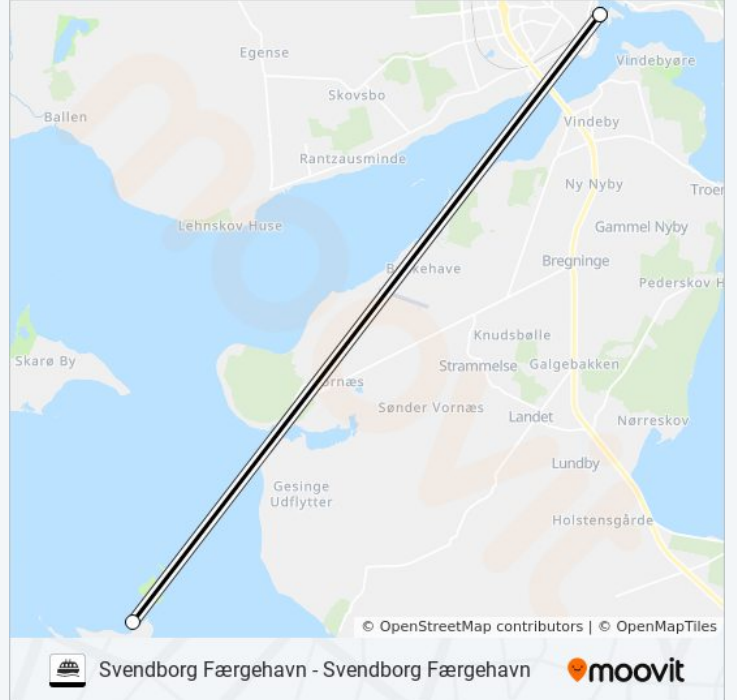 Egense
Vindebyøre
Skovsbo
Ballen
Vindeby
Rantzausminde
Ny Nyby
Troen
Lehnskov Huse
Gammel Nyby
Bregninge
Pederskov H
Knudsbølle
Skarø By
Strammelse
Galgebakken
Sønder Vornæs
Landet
Nørreskov
Lundby
Gesinge
Udflytter
Holstensgårde
© OpenStreetMap contributors | © OpenMapTiles
Svendborg Færgehavn - Svendborg Færgehavn
moovit